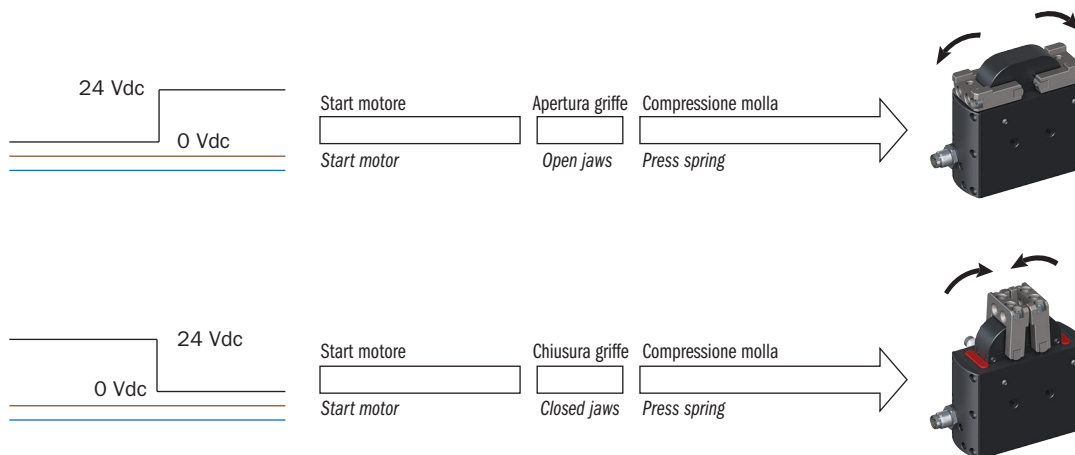 24 Vdc
0 Vdc
Start motore
Apertura griffe
Compressione molla
Start motor
Open jaws
Press spring
24 Vdc
0 Vdc
Start motore
Chiusura griffe
Compressione molla
Start motor
Closed jaws
Press spring